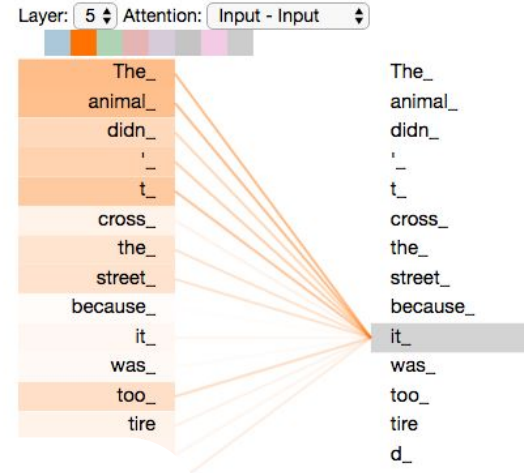 Layer: 5 Attention: Input - Input
The_ The_
animal_ animal_
didn_ didn_
'_ '_
t_ t_
cross_ cross_
the_ the_
street_ street_
because_ because_
it_ it_
was_ was_
too_ too_
tire tire
d_